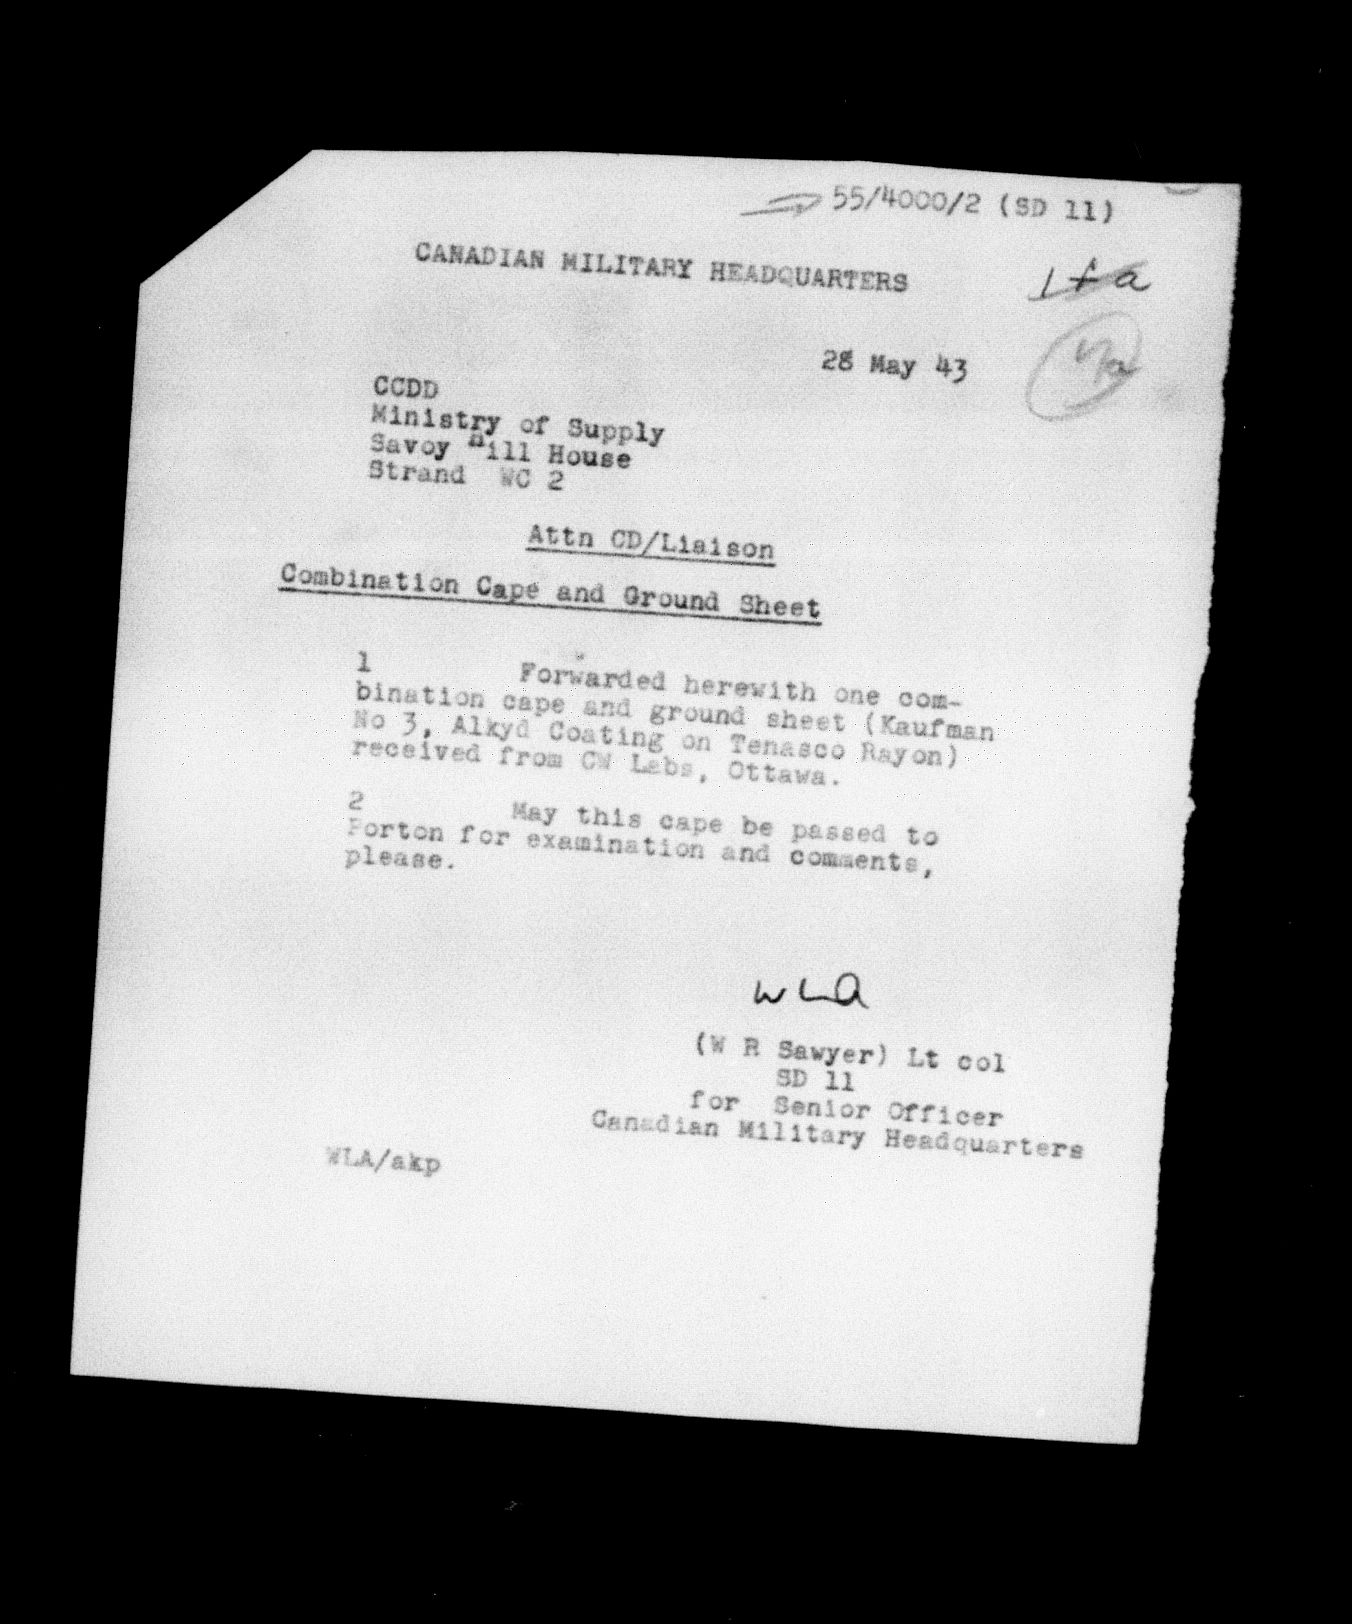 55/4000/2 (SD 11)
CANADIAN MILITARY HEADQUARTERS
28 May 43
CCDD
Ministry of Supply
Savoy Hill House
Strand WC 2
Attn CD/Liaison
Combination Cape and Ground Sheet
1 Forwarded herewith one com-
bination cape and ground sheet (Kaufman
No 3, Alkyd Coating on Tenasco Rayon)
received from CW Labs, Ottawa.
2 May this cape be passed to
Porton for examination and comments,
please.
WLA
(W R Sawyer) Lt col
SD 11
for Senior Officer
Canadian Military Headquarters
WLA/akp